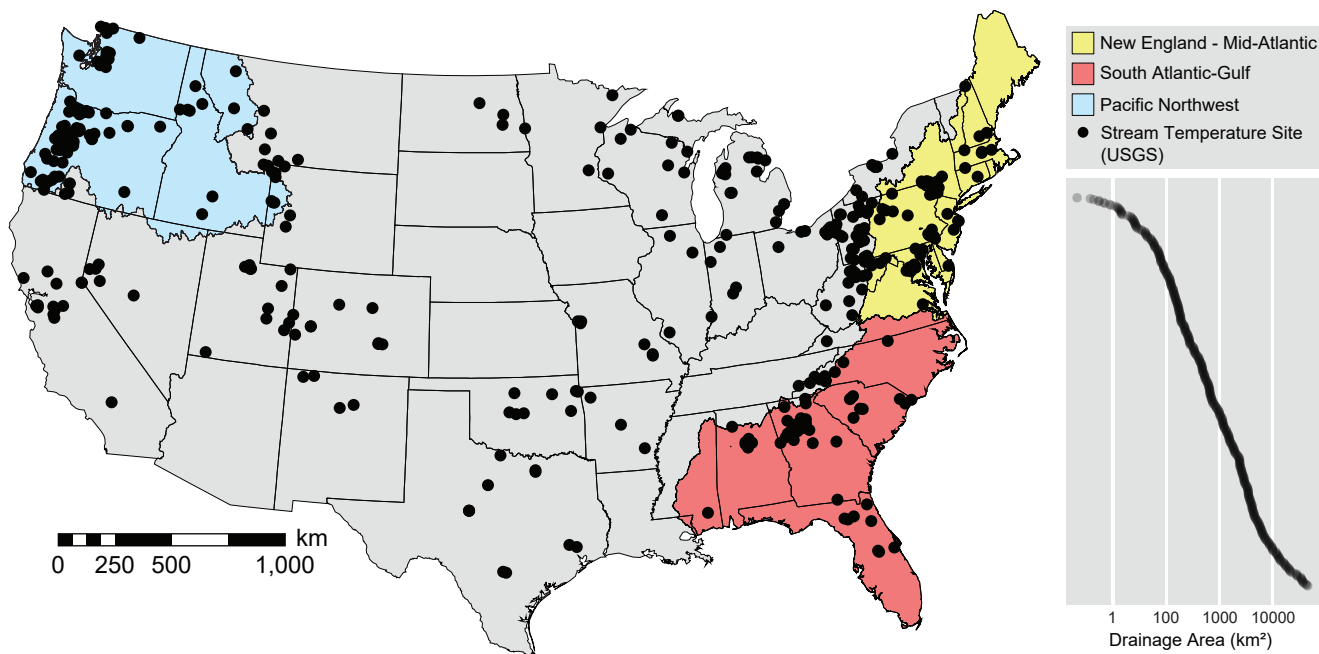 New England - Mid-Atlantic
South Atlantic-Gulf
Pacific Northwest
Stream Temperature Site
(USGS)
km
0 250 500 1,000
1 100 1000 10000
Drainage Area (km²)